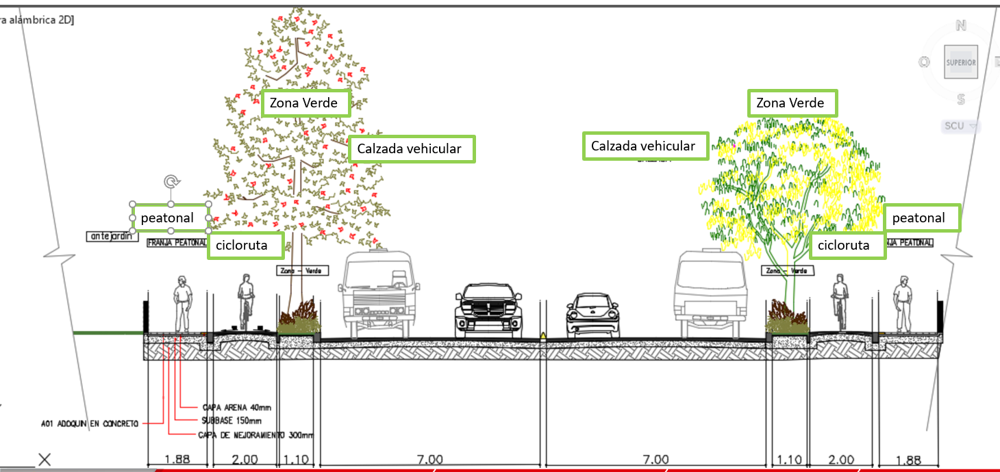 ra alámbrica 2D]
N
O
SUPERIOR
S
SCU
Zona Verde
Zona Verde
Calzada vehicular
Calzada vehicular
peatonal
peatonal
antejardin
FRANJA PEATONAL
cicloruta
cicloruta
NJA PEATONAL
Zona - Verde
Zona - Verde
CAPA ARENA 40mm
SUBBASE 150mm
A01 ADOQUIN EN CONCRETO
CAPA DE MEJORAMIENTO 300mm
X
1.88
2.00
1.10
7.00
7.00
1.10
2.00
1.88